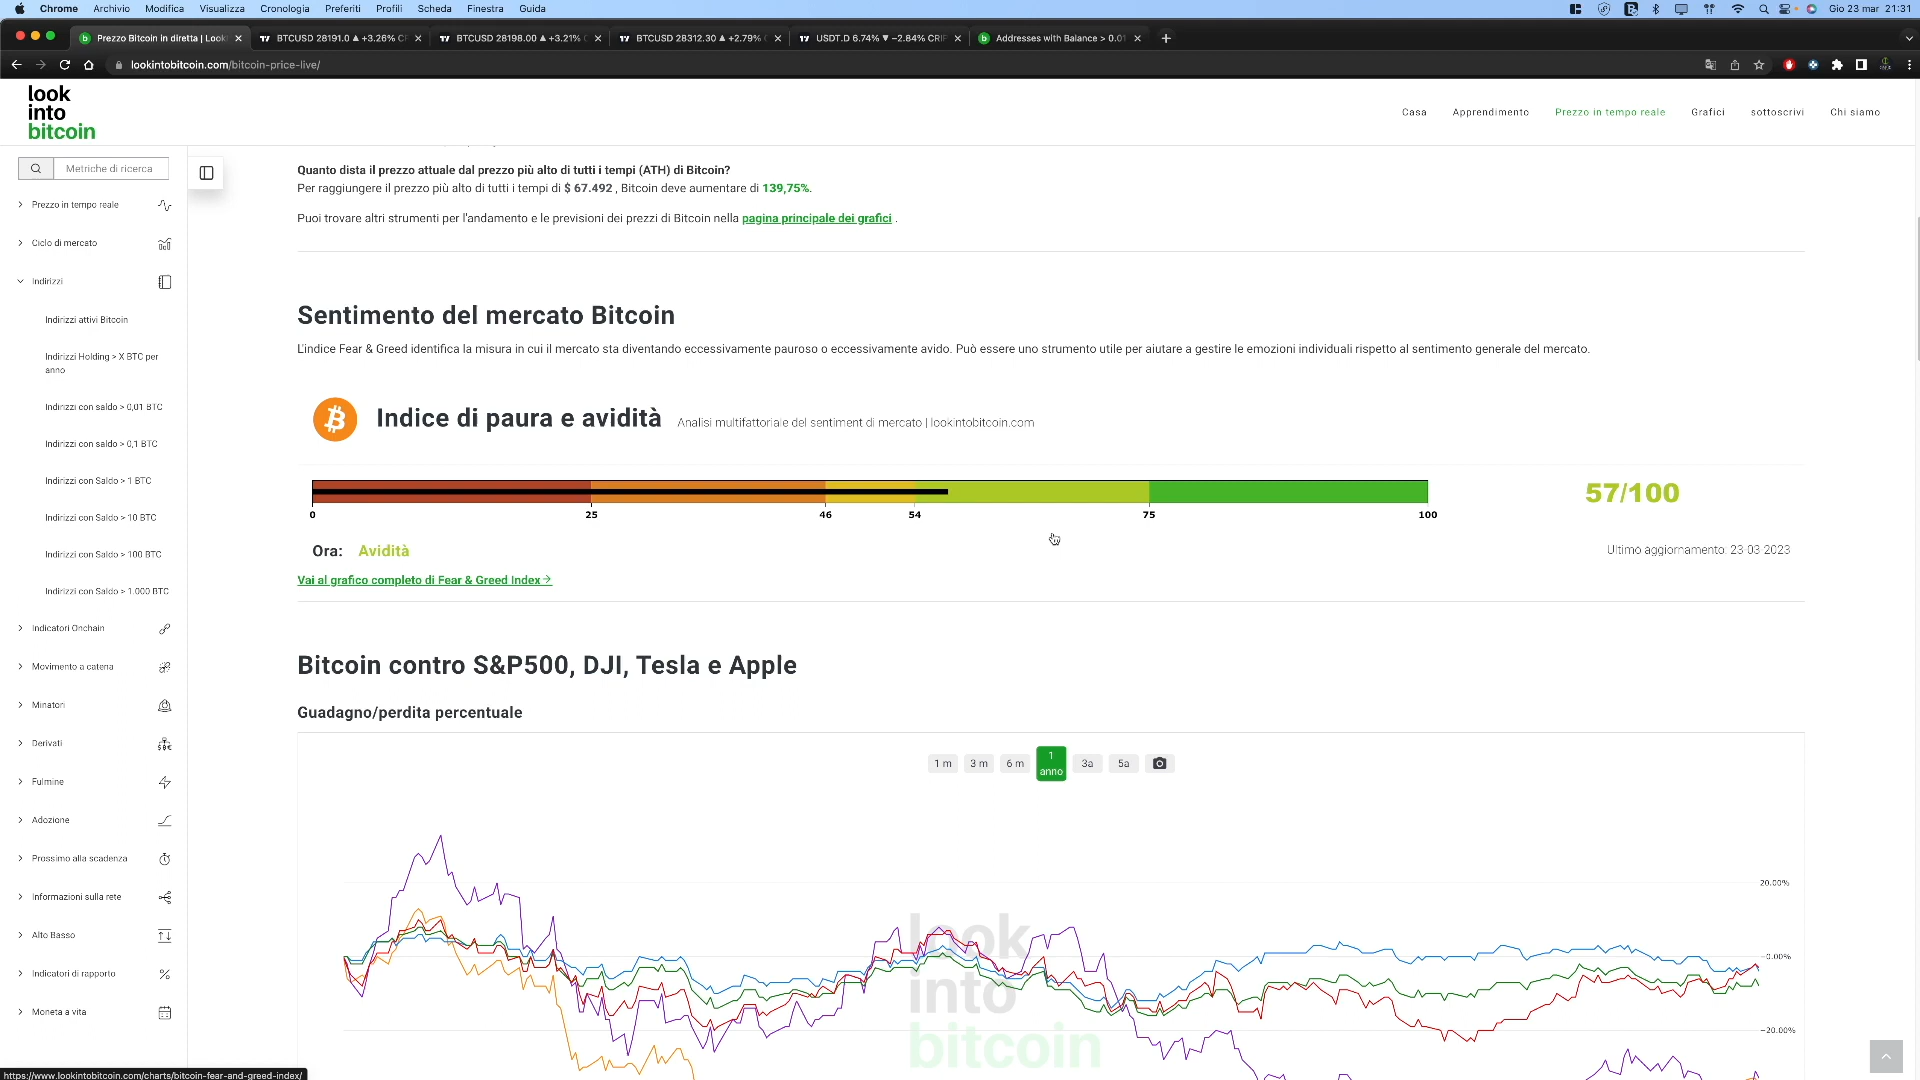 Chrome Archivio Modifica Visualizza Cronologia Preferiti Profili Scheda Finestra Guida Gio 23 mar 21:31
Prezzo Bitcoin in diretta | Look BTCUSD 28191.0 ▲ +3.26% BTCUSD 28198.00 ▲ +3.21% BTCUSD 28312.30 ▲ +2.79% USDT.D 6.74% ▼ −2.84% Addresses with Balance > 0.01
lookintobitcoin.com/bitcoin-price-live/
look
into
bitcoin
Casa Apprendimento Prezzo in tempo reale Grafici sottoscrivi Chi siamo
Metriche di ricerca
Prezzo in tempo reale
Ciclo di mercato
Indirizzi
Indirizzi attivi Bitcoin
Indirizzi Holding > X BTC per
anno
Indirizzi con saldo > 0,01 BTC
Indirizzi con saldo > 0,1 BTC
Indirizzi con Saldo > 1 BTC
Indirizzi con Saldo > 10 BTC
Indirizzi con Saldo > 100 BTC
Indirizzi con Saldo > 1.000 BTC
Indicatori Onchain
Movimento a catena
Minatori
Derivati
Fulmine
Adozione
Prossimo alla scadenza
Informazioni sulla rete
Alto Basso
Indicatori di rapporto
Moneta a vita
Quanto dista il prezzo attuale dal prezzo più alto di tutti i tempi (ATH) di Bitcoin?
Per raggiungere il prezzo più alto di tutti i tempi di $ 67.492 , Bitcoin deve aumentare di 139,75%.
Puoi trovare altri strumenti per l'andamento e le previsioni dei prezzi di Bitcoin nella pagina principale dei grafici .
Sentimento del mercato Bitcoin
L'indice Fear & Greed identifica la misura in cui il mercato sta diventando eccessivamente pauroso o eccessivamente avido. Può essere uno strumento utile per aiutare a gestire le emozioni individuali rispetto al sentimento generale del mercato.
Indice di paura e avidità Analisi multifattoriale del sentiment di mercato | lookintobitcoin.com
57/100
0 25 46 54 75 100
Ora: Avidità Ultimo aggiornamento: 23-03-2023
Vai al grafico completo di Fear & Greed Index
Bitcoin contro S&P500, DJI, Tesla e Apple
Guadagno/perdita percentuale
1 m 3 m 6 m 1 anno 3a 5a
20.00%
0.00%
−20.00%
look
into
bitcoin
https://www.lookintobitcoin.com/charts/bitcoin-fear-and-greed-index/